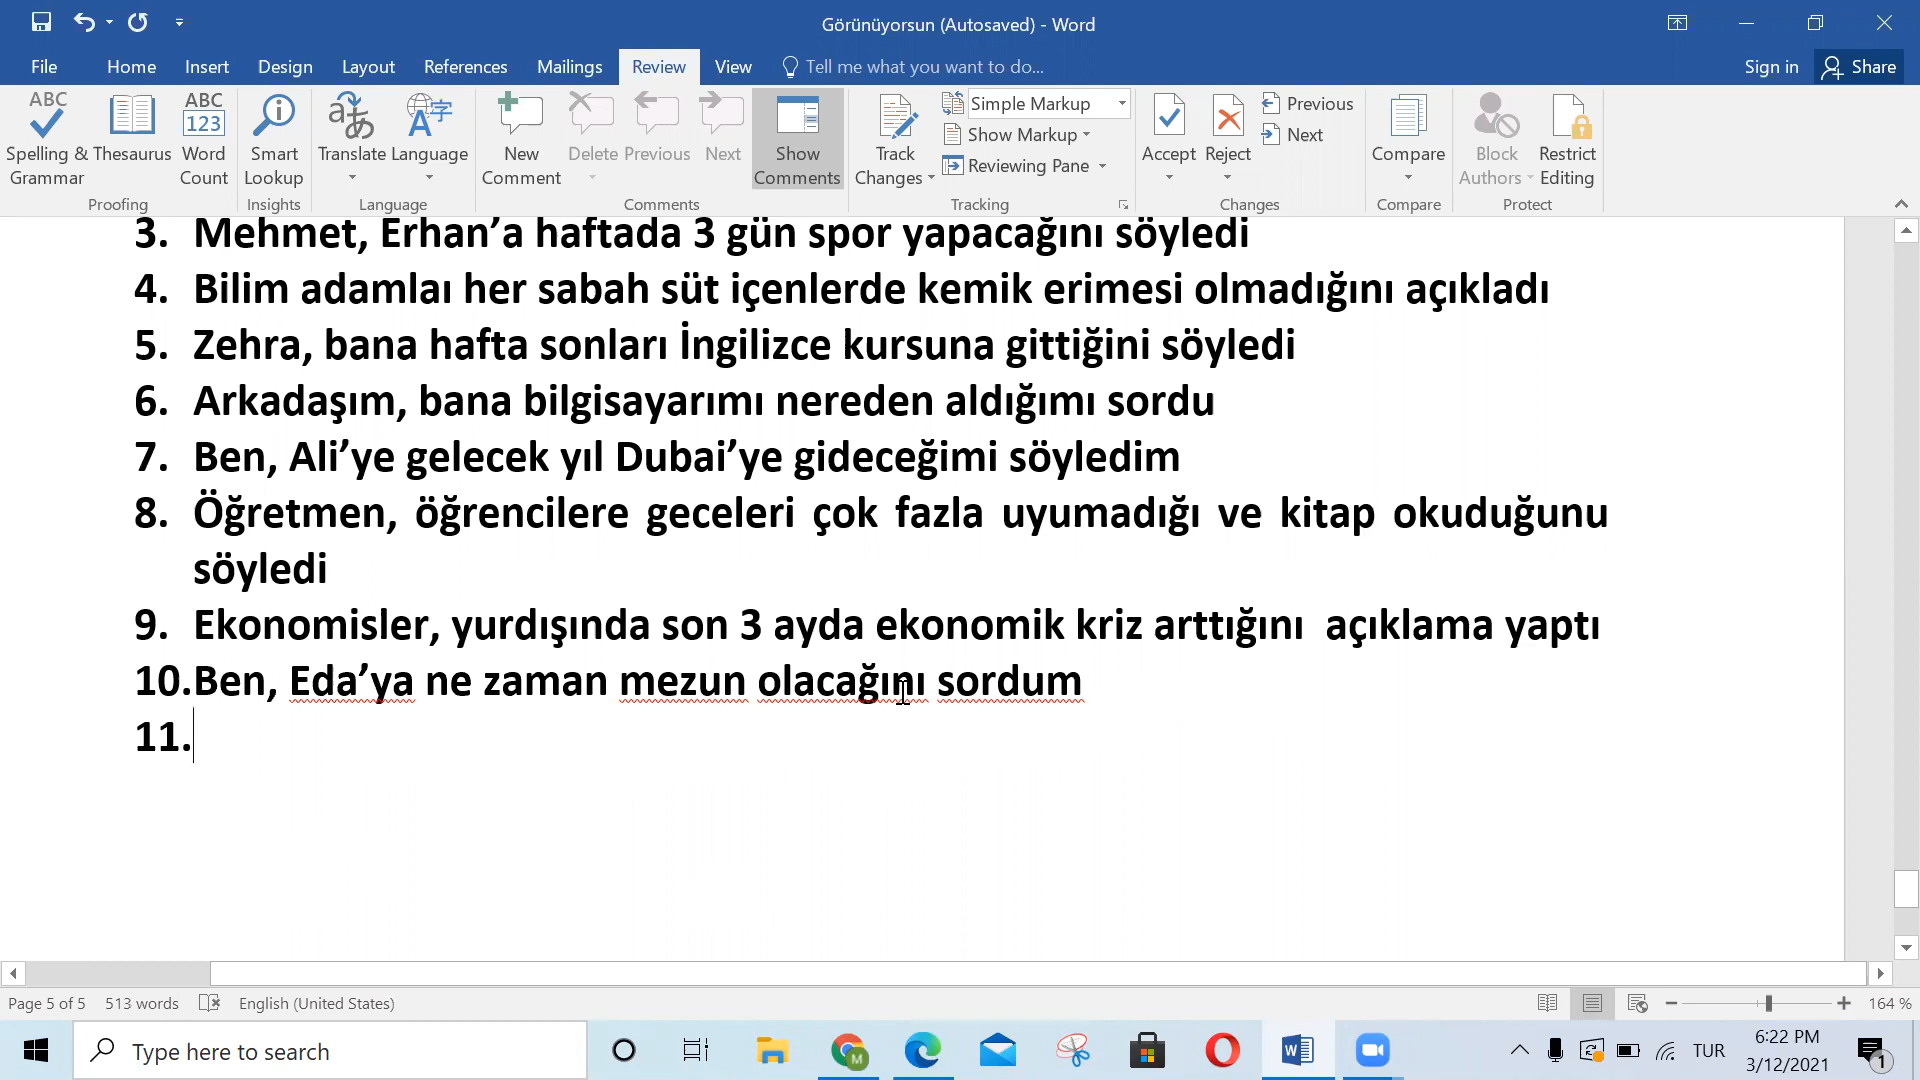 Görünüyorsun (Autosaved) - Word
File Home Insert Design Layout References Mailings Review View Tell me what you want to do... Sign in Share
Spelling & Grammar
Thesaurus
Word Count
Smart Lookup
Translate
Language
New Comment
Delete
Previous
Next
Show Comments
Track Changes
Simple Markup
Show Markup
Reviewing Pane
Accept
Reject
Previous
Next
Compare
Block Authors
Restrict Editing
Proofing Insights Language Comments Tracking Changes Compare Protect
3. Mehmet, Erhan’a haftada 3 gün spor yapacağını söyledi
4. Bilim adamlaı her sabah süt içenlerde kemik erimesi olmadığını açıkladı
5. Zehra, bana hafta sonları İngilizce kursuna gittiğini söyledi
6. Arkadaşım, bana bilgisayarımı nereden aldığımı sordu
7. Ben, Ali’ye gelecek yıl Dubai’ye gideceğimi söyledim
8. Öğretmen, öğrencilere geceleri çok fazla uyumadığı ve kitap okuduğunu
söyledi
9. Ekonomisler, yurdışında son 3 ayda ekonomik kriz arttığını açıklama yaptı
10.Ben, Eda’ya ne zaman mezun olacağını sordum
11.
Page 5 of 5 513 words English (United States) 164 %
Type here to search
TUR
6:22 PM
3/12/2021
1